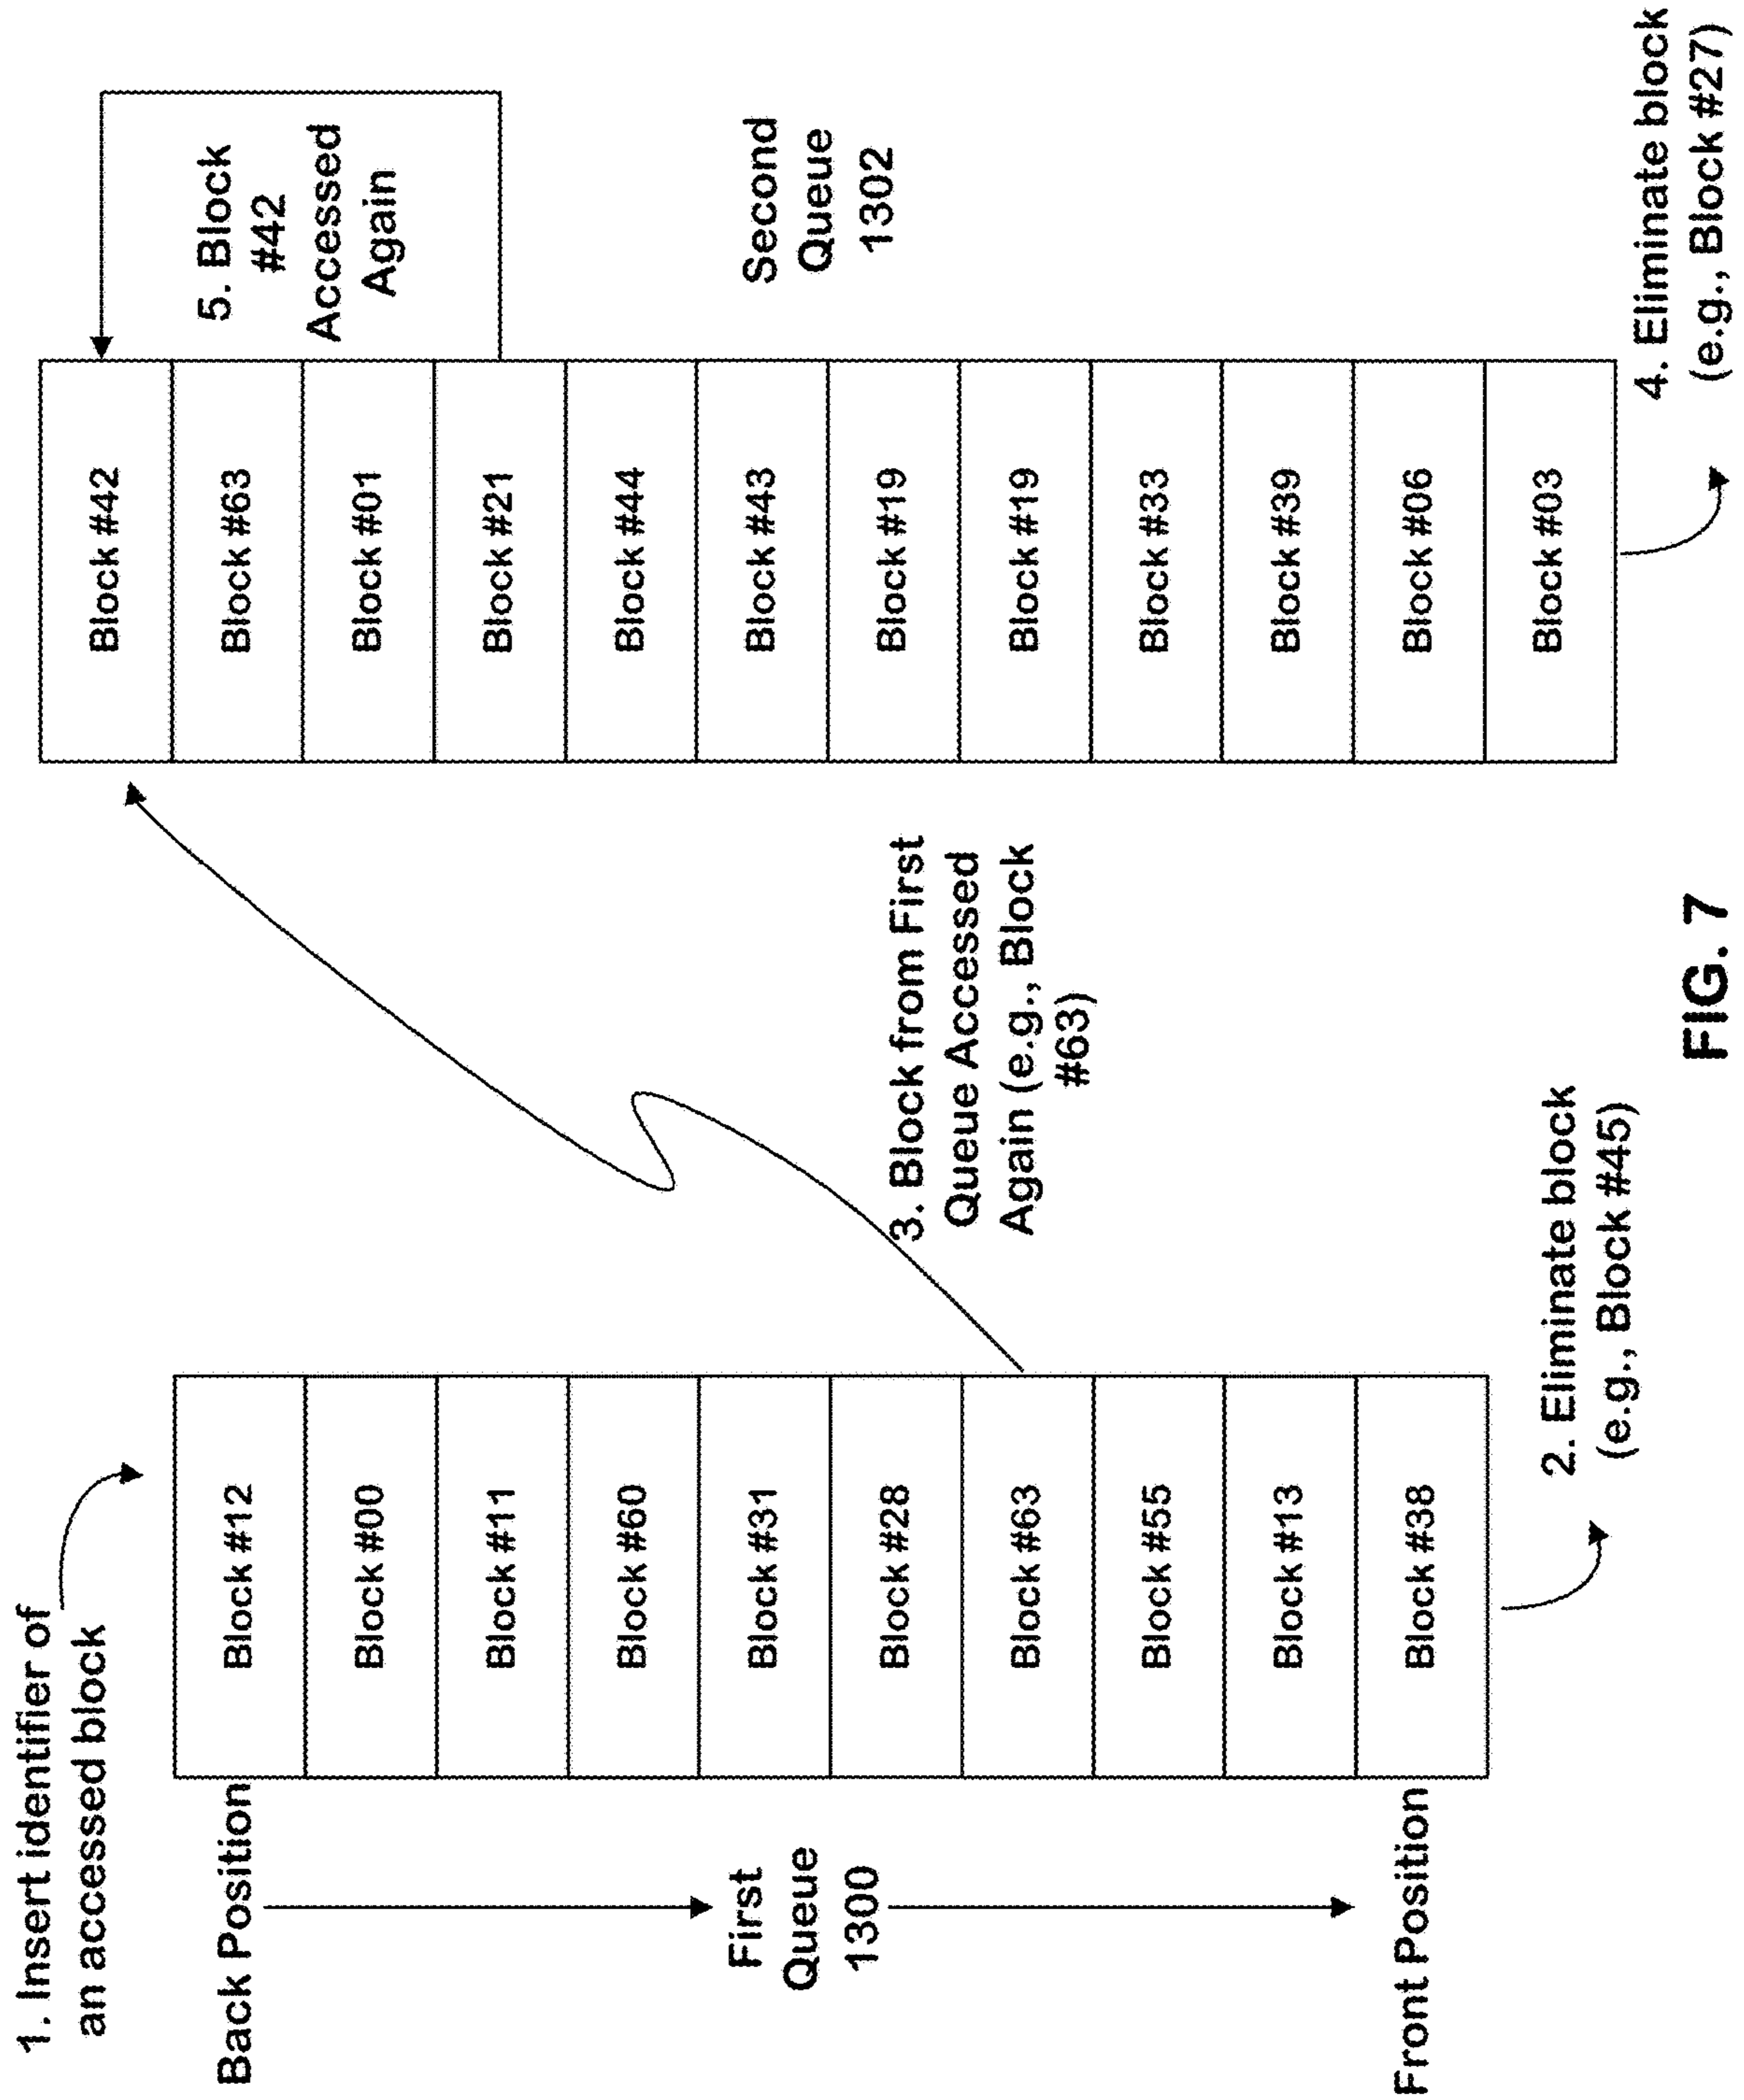 1. Insert identifier of
an accessed block
Back Position
First
Queue
1300
Front Position
Block #12
Block #00
Block #11
Block #60
Block #31
Block #28
Block #63
Block #55
Block #13
Block #38
2. Eliminate block
(e.g., Block #45)
3. Block from First
Queue Accessed
Again (e.g., Block
#63)
Block #42
Block #63
Block #01
Block #21
Block #44
Block #43
Block #19
Block #19
Block #33
Block #39
Block #06
Block #03
5. Block
#42
Accessed
Again
Second
Queue
1302
4. Eliminate block
(e.g., Block #27)
FIG. 7